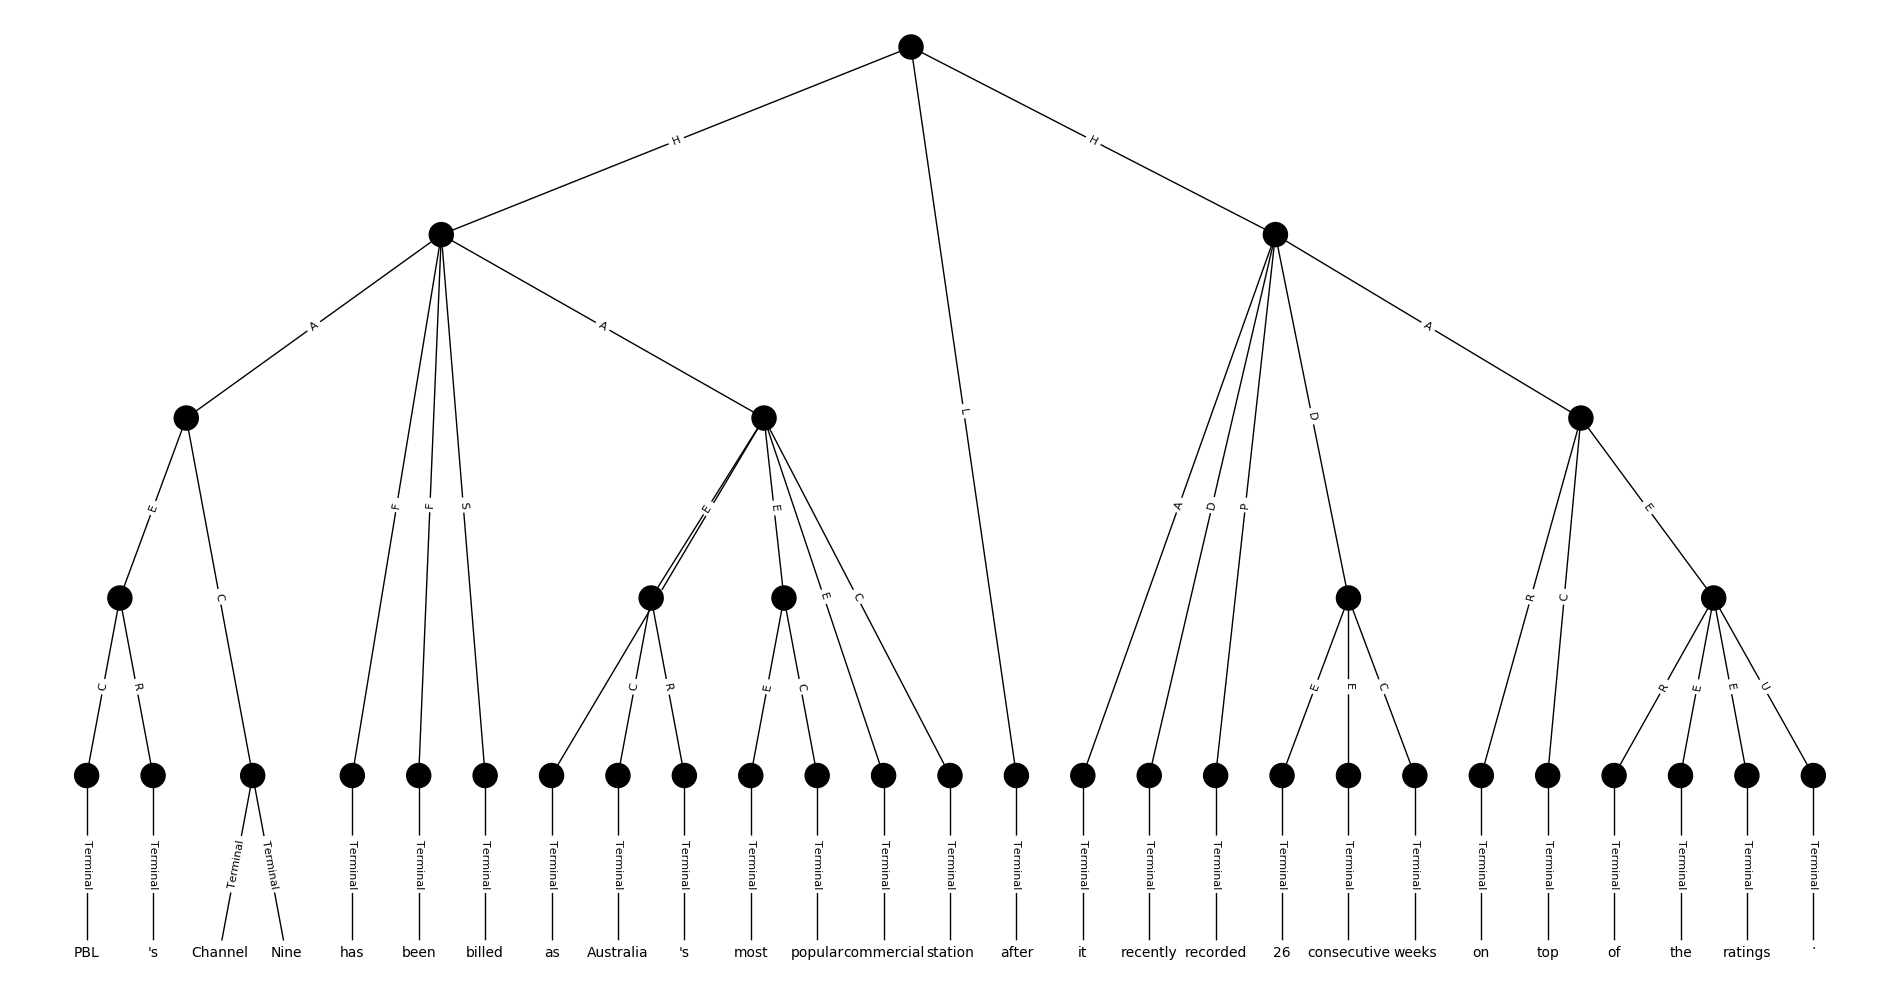 H H
A A A
L
D
F F S E E A D P E
E
C E C R C
C R C R E C E E C R E E U
Terminal Terminal Terminal Terminal Terminal Terminal Terminal Terminal Terminal Terminal Terminal Terminal Terminal Terminal Terminal Terminal Terminal Terminal Terminal Terminal Terminal Terminal Terminal Terminal Terminal Terminal Terminal
PBL 's Channel Nine has been billed as Australia 's most popular commercial station after it recently recorded 26 consecutive weeks on top of the ratings .